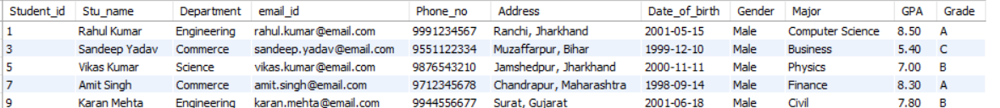 Student_id Stu_name Department email_id Phone_no Address Date_of_birth Gender Major GPA Grade
1 Rahul Kumar Engineering rahul.kumar@email.com 9991234567 Ranchi, Jharkhand 2001-05-15 Male Computer Science 8.50 A
3 Sandeep Yadav Commerce sandeep.yadav@email.com 9551122334 Muzaffarpur, Bihar 1999-12-10 Male Business 5.40 C
5 Vikas Kumar Science vikas.kumar@email.com 9876543210 Jamshedpur, Jharkhand 2000-11-11 Male Physics 7.00 B
7 Amit Singh Commerce amit.singh@email.com 9712345678 Chandrapur, Maharashtra 1998-09-14 Male Finance 8.30 A
9 Karan Mehta Engineering karan.mehta@email.com 9944556677 Surat, Gujarat 2001-06-18 Male Civil 7.80 B